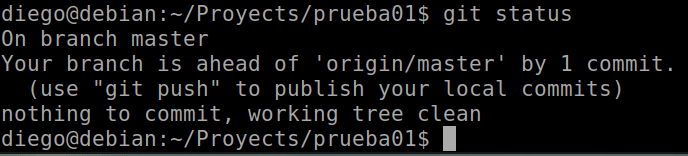 diego@debian:~/Proyects/prueba01$ git status
On branch master
Your branch is ahead of 'origin/master' by 1 commit.
  (use "git push" to publish your local commits)
nothing to commit, working tree clean
diego@debian:~/Proyects/prueba01$